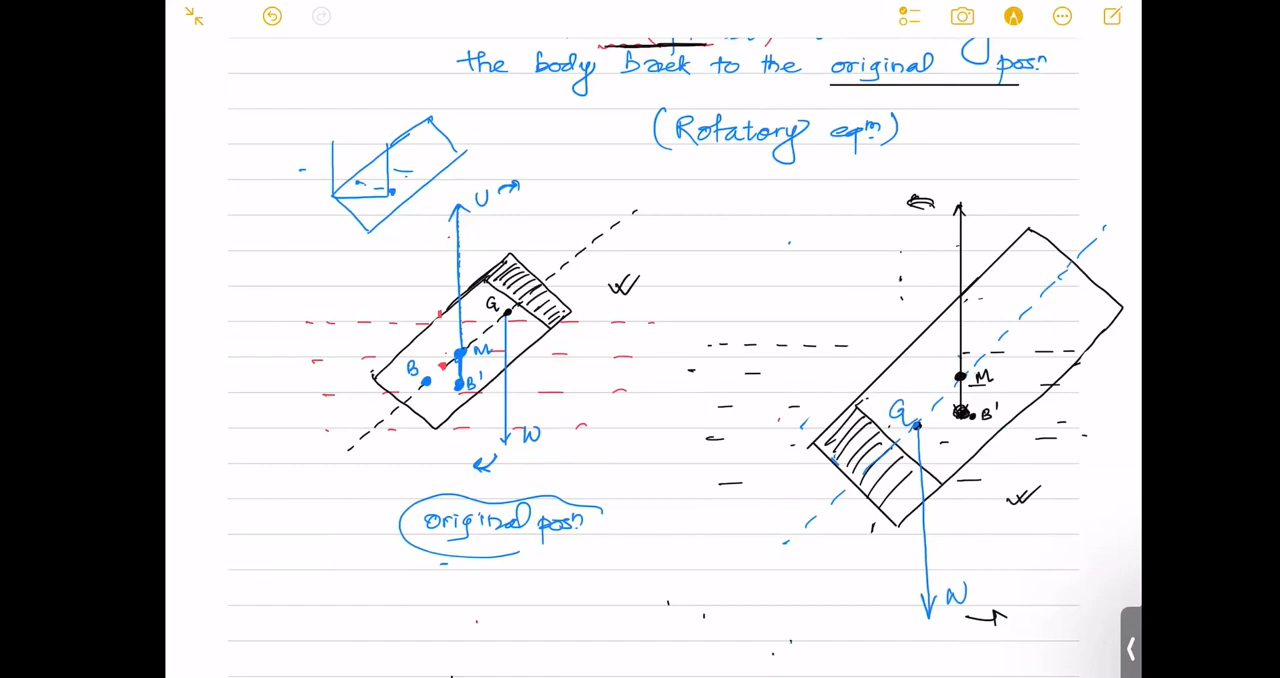 the body back to the original posⁿ
(Rotatory eqᵐ)
U
G
M
B
B'
W
original posⁿ
M
B'
G
W